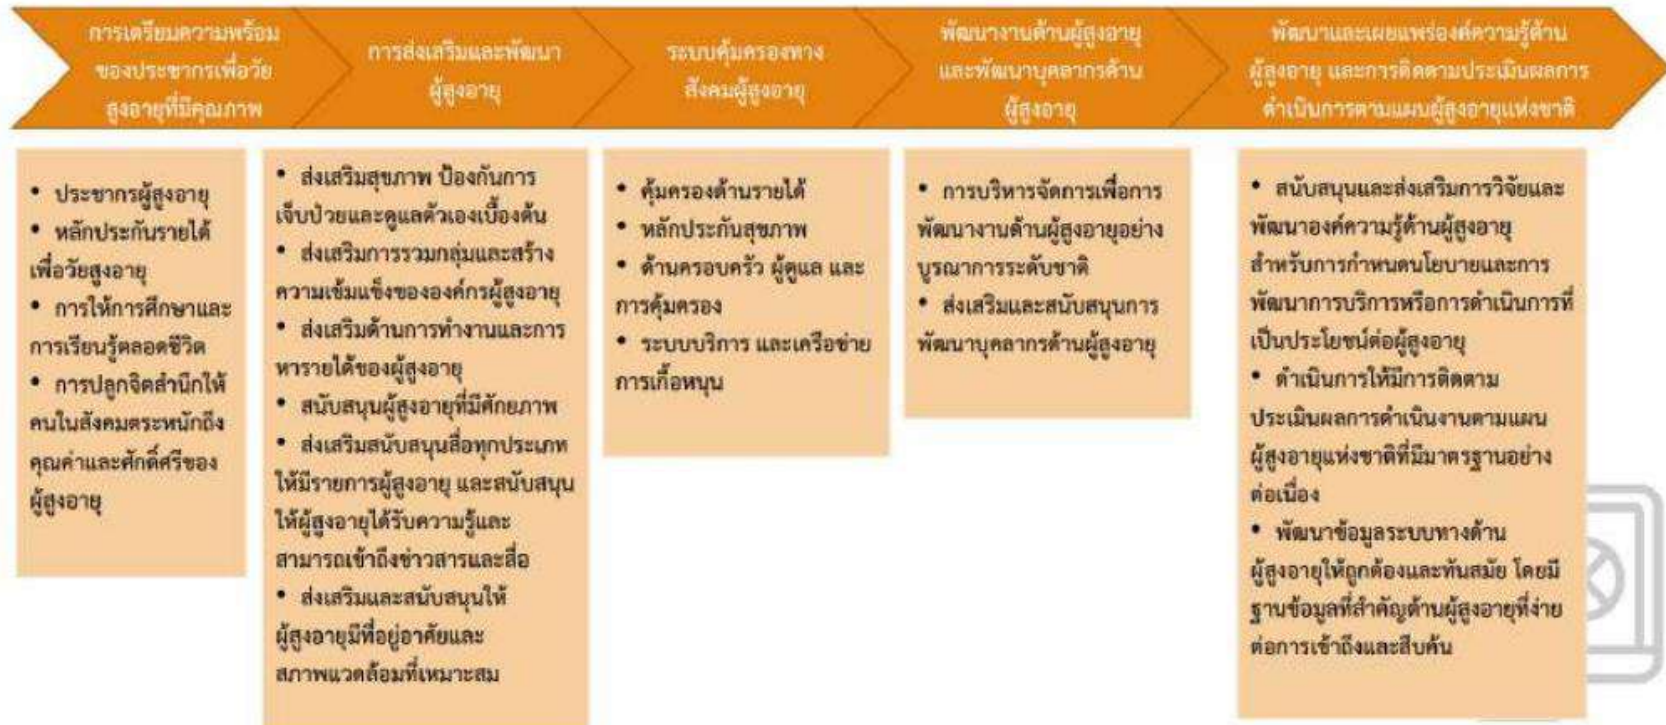 การเตรียมความพร้อม
ของประชากรเพื่อวัย
สูงอายุที่มีคุณภาพ
การส่งเสริมและพัฒนา
ผู้สูงอายุ
ระบบคุ้มครองทาง
สังคมผู้สูงอายุ
พัฒนางานด้านผู้สูงอายุ
และพัฒนาบุคลากรด้าน
ผู้สูงอายุ
พัฒนาและเผยแพร่องค์ความรู้ด้าน
ผู้สูงอายุ และการติดตามประเมินผลการ
ดำเนินการตามแผนผู้สูงอายุแห่งชาติ
• ประชากรผู้สูงอายุ
• หลักประกันรายได้
เพื่อวัยสูงอายุ
• การให้การศึกษาและ
การเรียนรู้ตลอดชีวิต
• การปลูกจิตสำนึกให้
คนในสังคมตระหนักถึง
คุณค่าและศักดิ์ศรีของ
ผู้สูงอายุ
• ส่งเสริมสุขภาพ ป้องกันการ
เจ็บป่วยและดูแลตัวเองเบื้องต้น
• ส่งเสริมการรวมกลุ่มและสร้าง
ความเข้มแข็งขององค์กรผู้สูงอายุ
• ส่งเสริมด้านการทำงานและการ
หารายได้ของผู้สูงอายุ
• สนับสนุนผู้สูงอายุที่มีศักยภาพ
• ส่งเสริมสนับสนุนสื่อทุกประเภท
ให้มีรายการผู้สูงอายุ และสนับสนุน
ให้ผู้สูงอายุได้รับความรู้และ
สามารถเข้าถึงข่าวสารและสื่อ
• ส่งเสริมและสนับสนุนให้
ผู้สูงอายุมีที่อยู่อาศัยและ
สภาพแวดล้อมที่เหมาะสม
• คุ้มครองด้านรายได้
• หลักประกันสุขภาพ
• ด้านครอบครัว ผู้ดูแล และ
การคุ้มครอง
• ระบบบริการ และเครือข่าย
การเกื้อหนุน
• การบริหารจัดการเพื่อการ
พัฒนางานด้านผู้สูงอายุอย่าง
บูรณาการระดับชาติ
• ส่งเสริมและสนับสนุนการ
พัฒนาบุคลากรด้านผู้สูงอายุ
• สนับสนุนและส่งเสริมการวิจัยและ
พัฒนาองค์ความรู้ด้านผู้สูงอายุ
สำหรับการกำหนดนโยบายและการ
พัฒนาการบริการหรือการดำเนินการที่
เป็นประโยชน์ต่อผู้สูงอายุ
• ดำเนินการให้มีการติดตาม
ประเมินผลการดำเนินงานตามแผน
ผู้สูงอายุแห่งชาติที่มีมาตรฐานอย่าง
ต่อเนื่อง
• พัฒนาข้อมูลระบบทางด้าน
ผู้สูงอายุให้ถูกต้องและทันสมัย โดยมี
ฐานข้อมูลที่สำคัญด้านผู้สูงอายุที่ง่าย
ต่อการเข้าถึงและสืบค้น